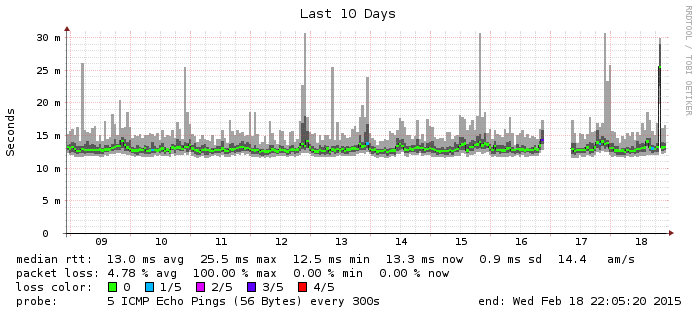 Last 10 Days
RRDTOOL / TOBI OETIKER
Seconds
30 m
25 m
20 m
15 m
10 m
5 m
0
09 10 11 12 13 14 15 16 17 18
median rtt: 13.0 ms avg 25.5 ms max 12.5 ms min 13.3 ms now 0.9 ms sd 14.4 am/s
packet loss: 4.78 % avg 100.00 % max 0.00 % min 0.00 % now
loss color: 0 1/5 2/5 3/5 4/5
probe: 5 ICMP Echo Pings (56 Bytes) every 300s end: Wed Feb 18 22:05:20 2015